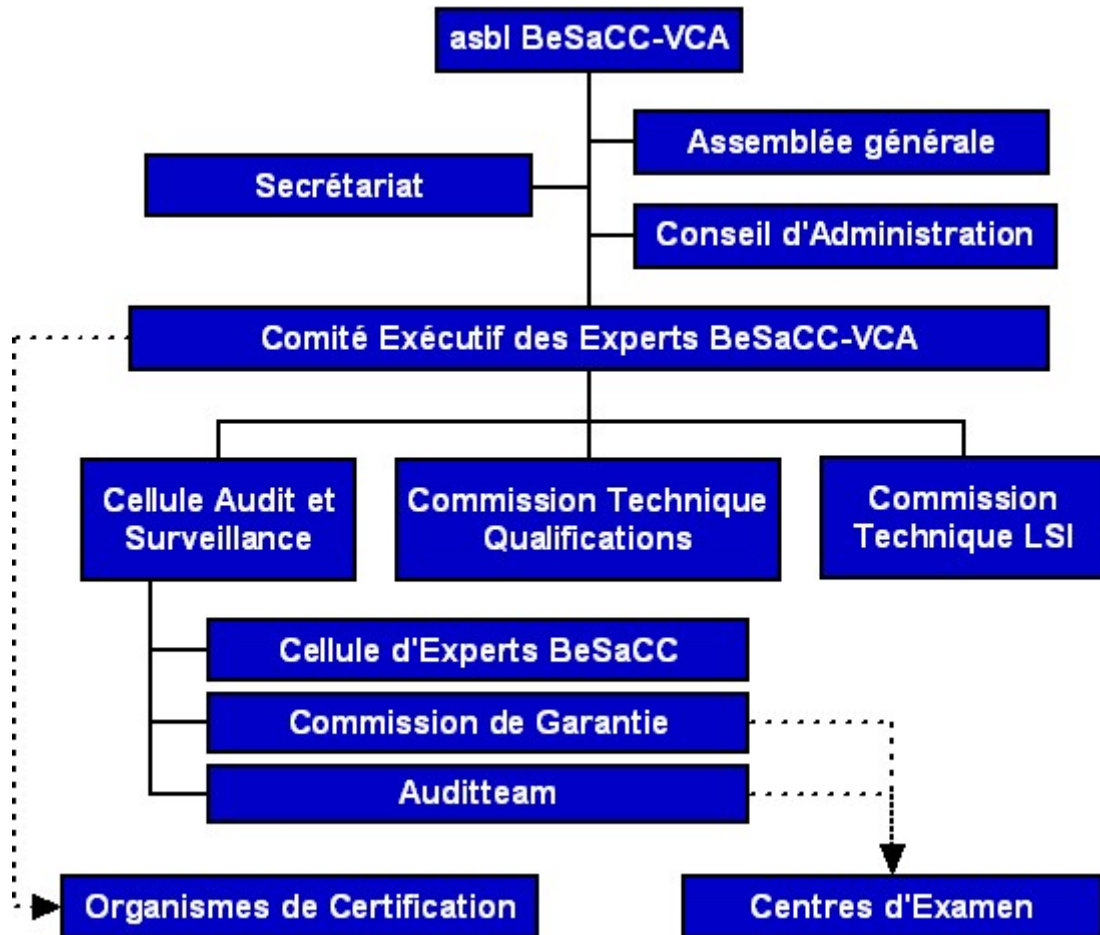 asbl BeSaCC-VCA
Assemblée générale
Secrétariat
Conseil d'Administration
Comité Exécutif des Experts BeSaCC-VCA
Cellule Audit et
Surveillance
Commission Technique
Qualifications
Commission
Technique LSI
Cellule d'Experts BeSaCC
Commission de Garantie
Auditteam
Organismes de Certification
Centres d'Examen